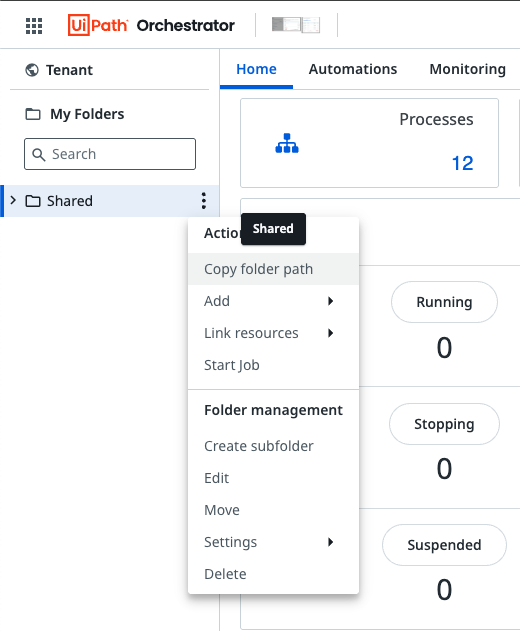 UiPath Orchestrator
Tenant
My Folders
Search
Shared
Home Automations Monitoring
Processes
12
Shared
Copy folder path
Add
Link resources
Start Job
Folder management
Create subfolder
Edit
Move
Settings
Delete
Running
0
Stopping
0
Suspended
0